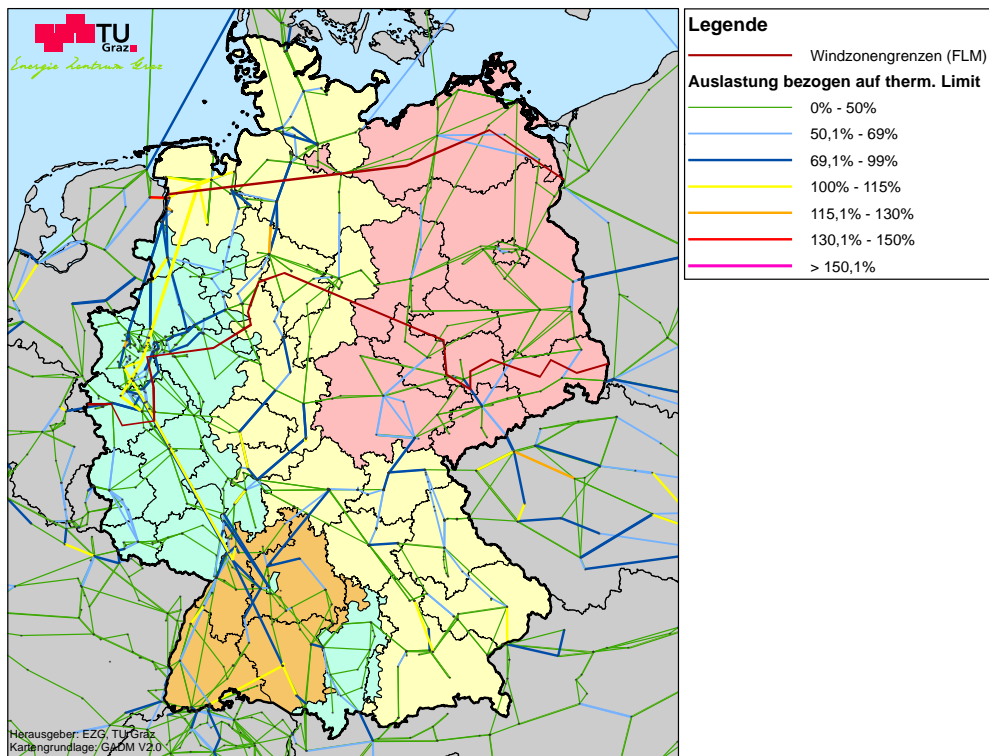 TU
Graz
Energie Zentrum Graz
Legende
Windzonengrenzen (FLM)
Auslastung bezogen auf therm. Limit
0% - 50%
50,1% - 69%
69,1% - 99%
100% - 115%
115,1% - 130%
130,1% - 150%
> 150,1%
Herausgeber: EZG, TU Graz
Kartengrundlage: GADM V2.0